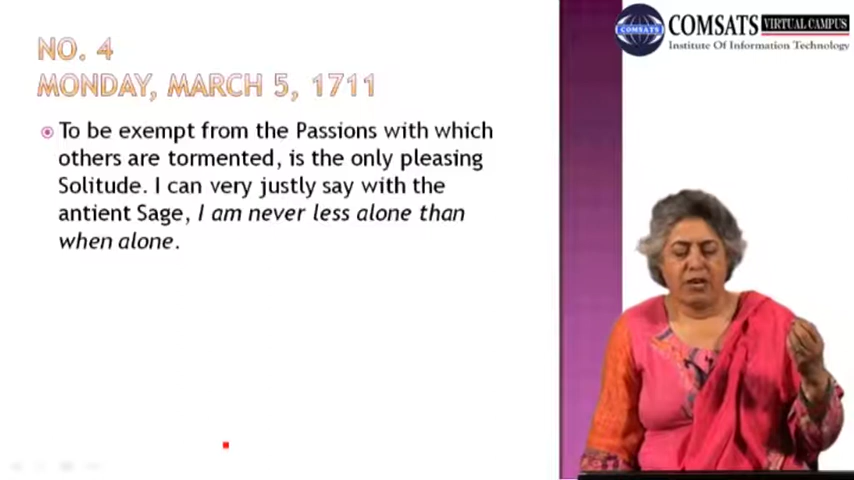 COMSATS VIRTUAL CAMPUS
COMSATS
Institute Of Information Technology
NO. 4
MONDAY, MARCH 5, 1711
To be exempt from the Passions with which
others are tormented, is the only pleasing
Solitude. I can very justly say with the
antient Sage, I am never less alone than
when alone.